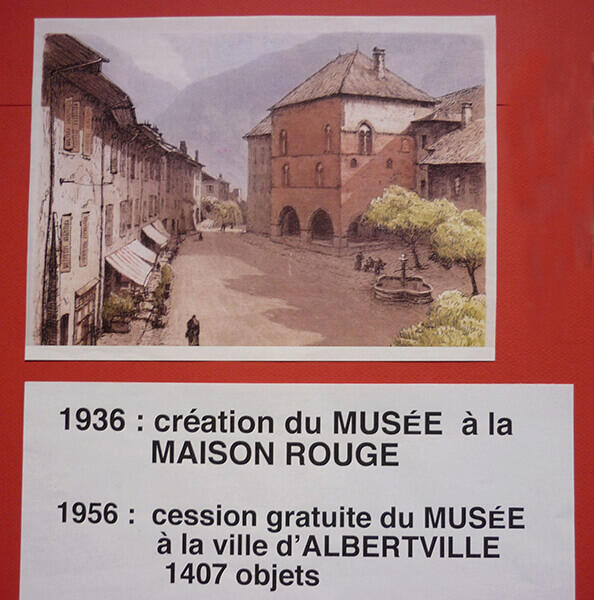 1936 : création du MUSÉE à la
MAISON ROUGE
1956 : cession gratuite du MUSÉE
à la ville d'ALBERTVILLE
1407 objets